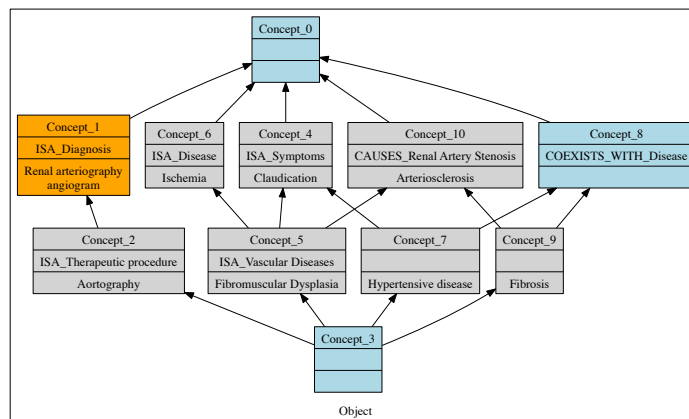 Concept_0
Concept_1
ISA_Diagnosis
Renal arteriography
angiogram
Concept_6
ISA_Disease
Ischemia
Concept_4
ISA_Symptoms
Claudication
Concept_10
CAUSES_Renal Artery Stenosis
Arteriosclerosis
Concept_8
COEXISTS_WITH_Disease
Concept_2
ISA_Therapeutic procedure
Aortography
Concept_5
ISA_Vascular Diseases
Fibromuscular Dysplasia
Concept_7
Hypertensive disease
Concept_9
Fibrosis
Concept_3
Object